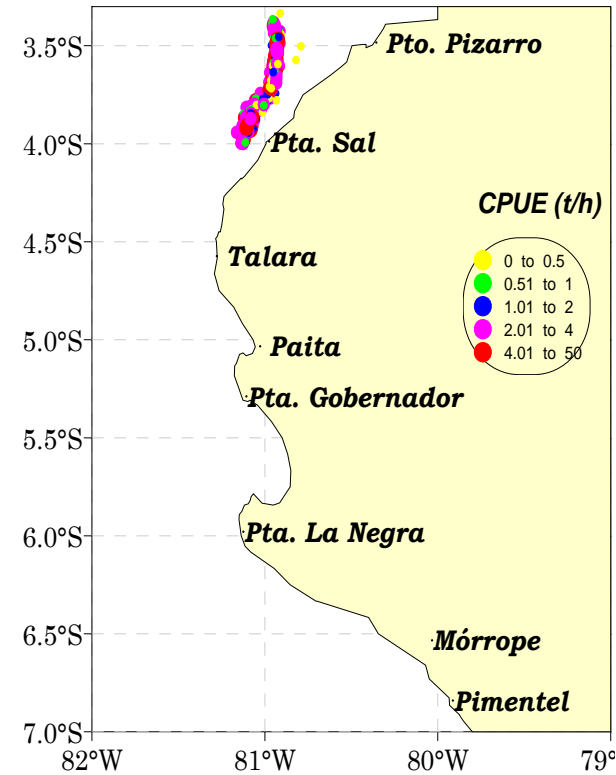 3.5°S
Pto. Pizarro
4.0°S
Pta. Sal
CPUE (t/h)
4.5°S
Talara
0 to 0.5
0.51 to 1
1.01 to 2
2.01 to 4
4.01 to 50
5.0°S
Paita
Pta. Gobernador
5.5°S
6.0°S
Pta. La Negra
6.5°S
Mórrope
Pimentel
7.0°S
82°W 81°W 80°W 79°